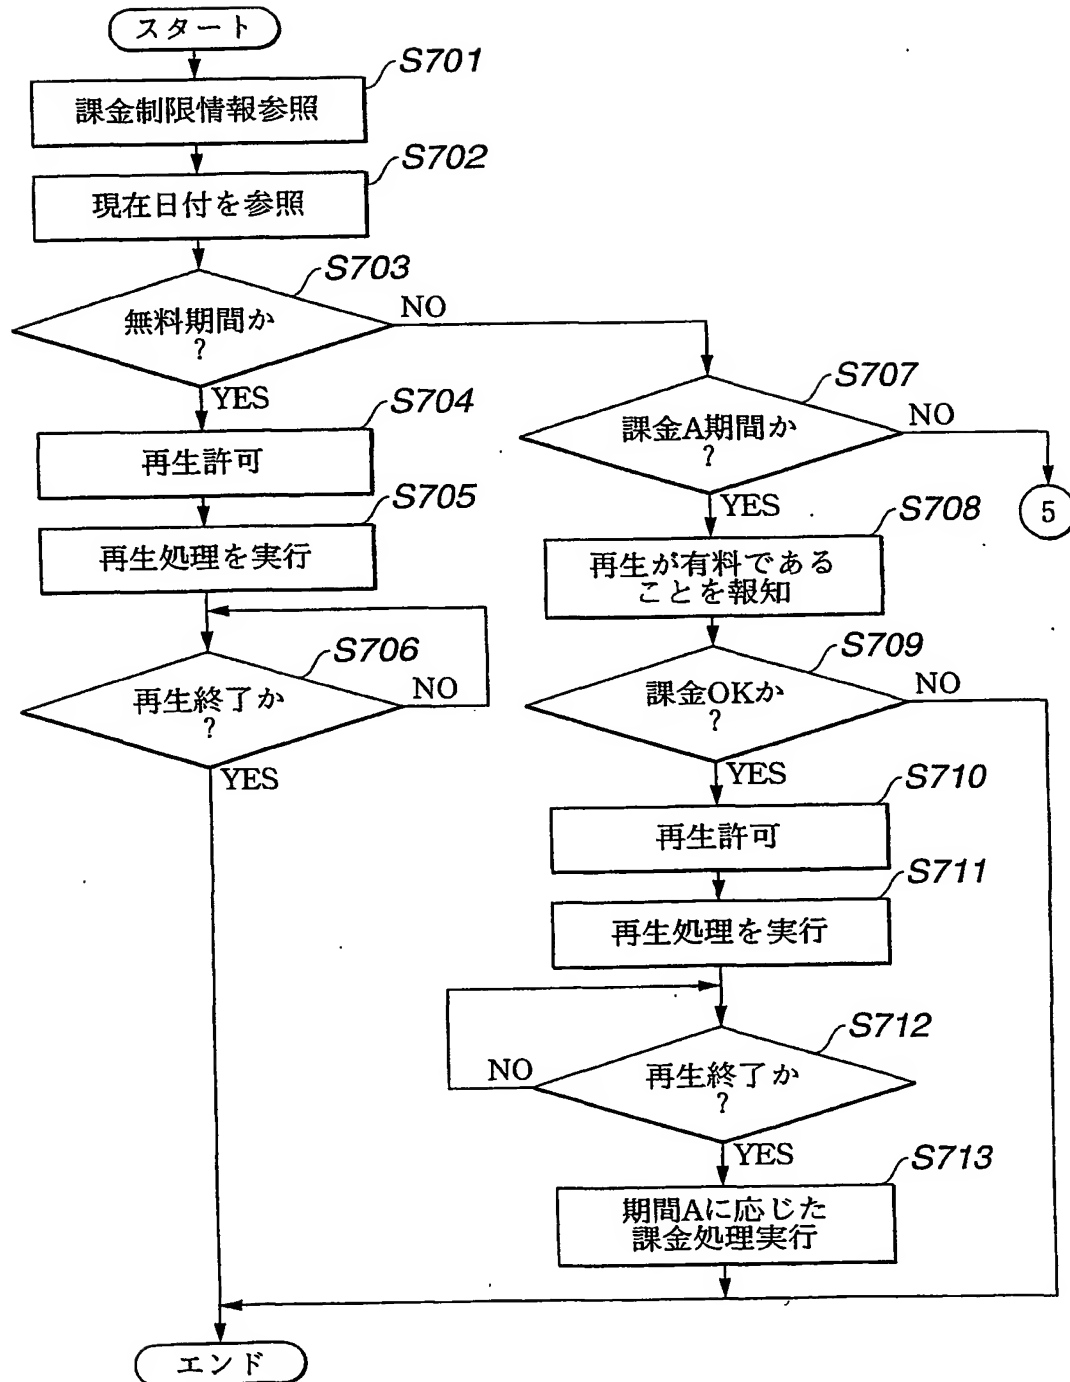 スタート
S701
課金制限情報参照
S702
現在日付を参照
S703
無料期間か
?
NO
YES
S704
再生許可
S705
再生処理を実行
S706
再生終了か
?
NO
YES
S707
課金A期間か
?
NO
5
YES
S708
再生が有料である
ことを報知
S709
課金OKか
?
NO
YES
S710
再生許可
S711
再生処理を実行
S712
再生終了か
?
NO
YES
S713
期間Aに応じた
課金処理実行
エンド